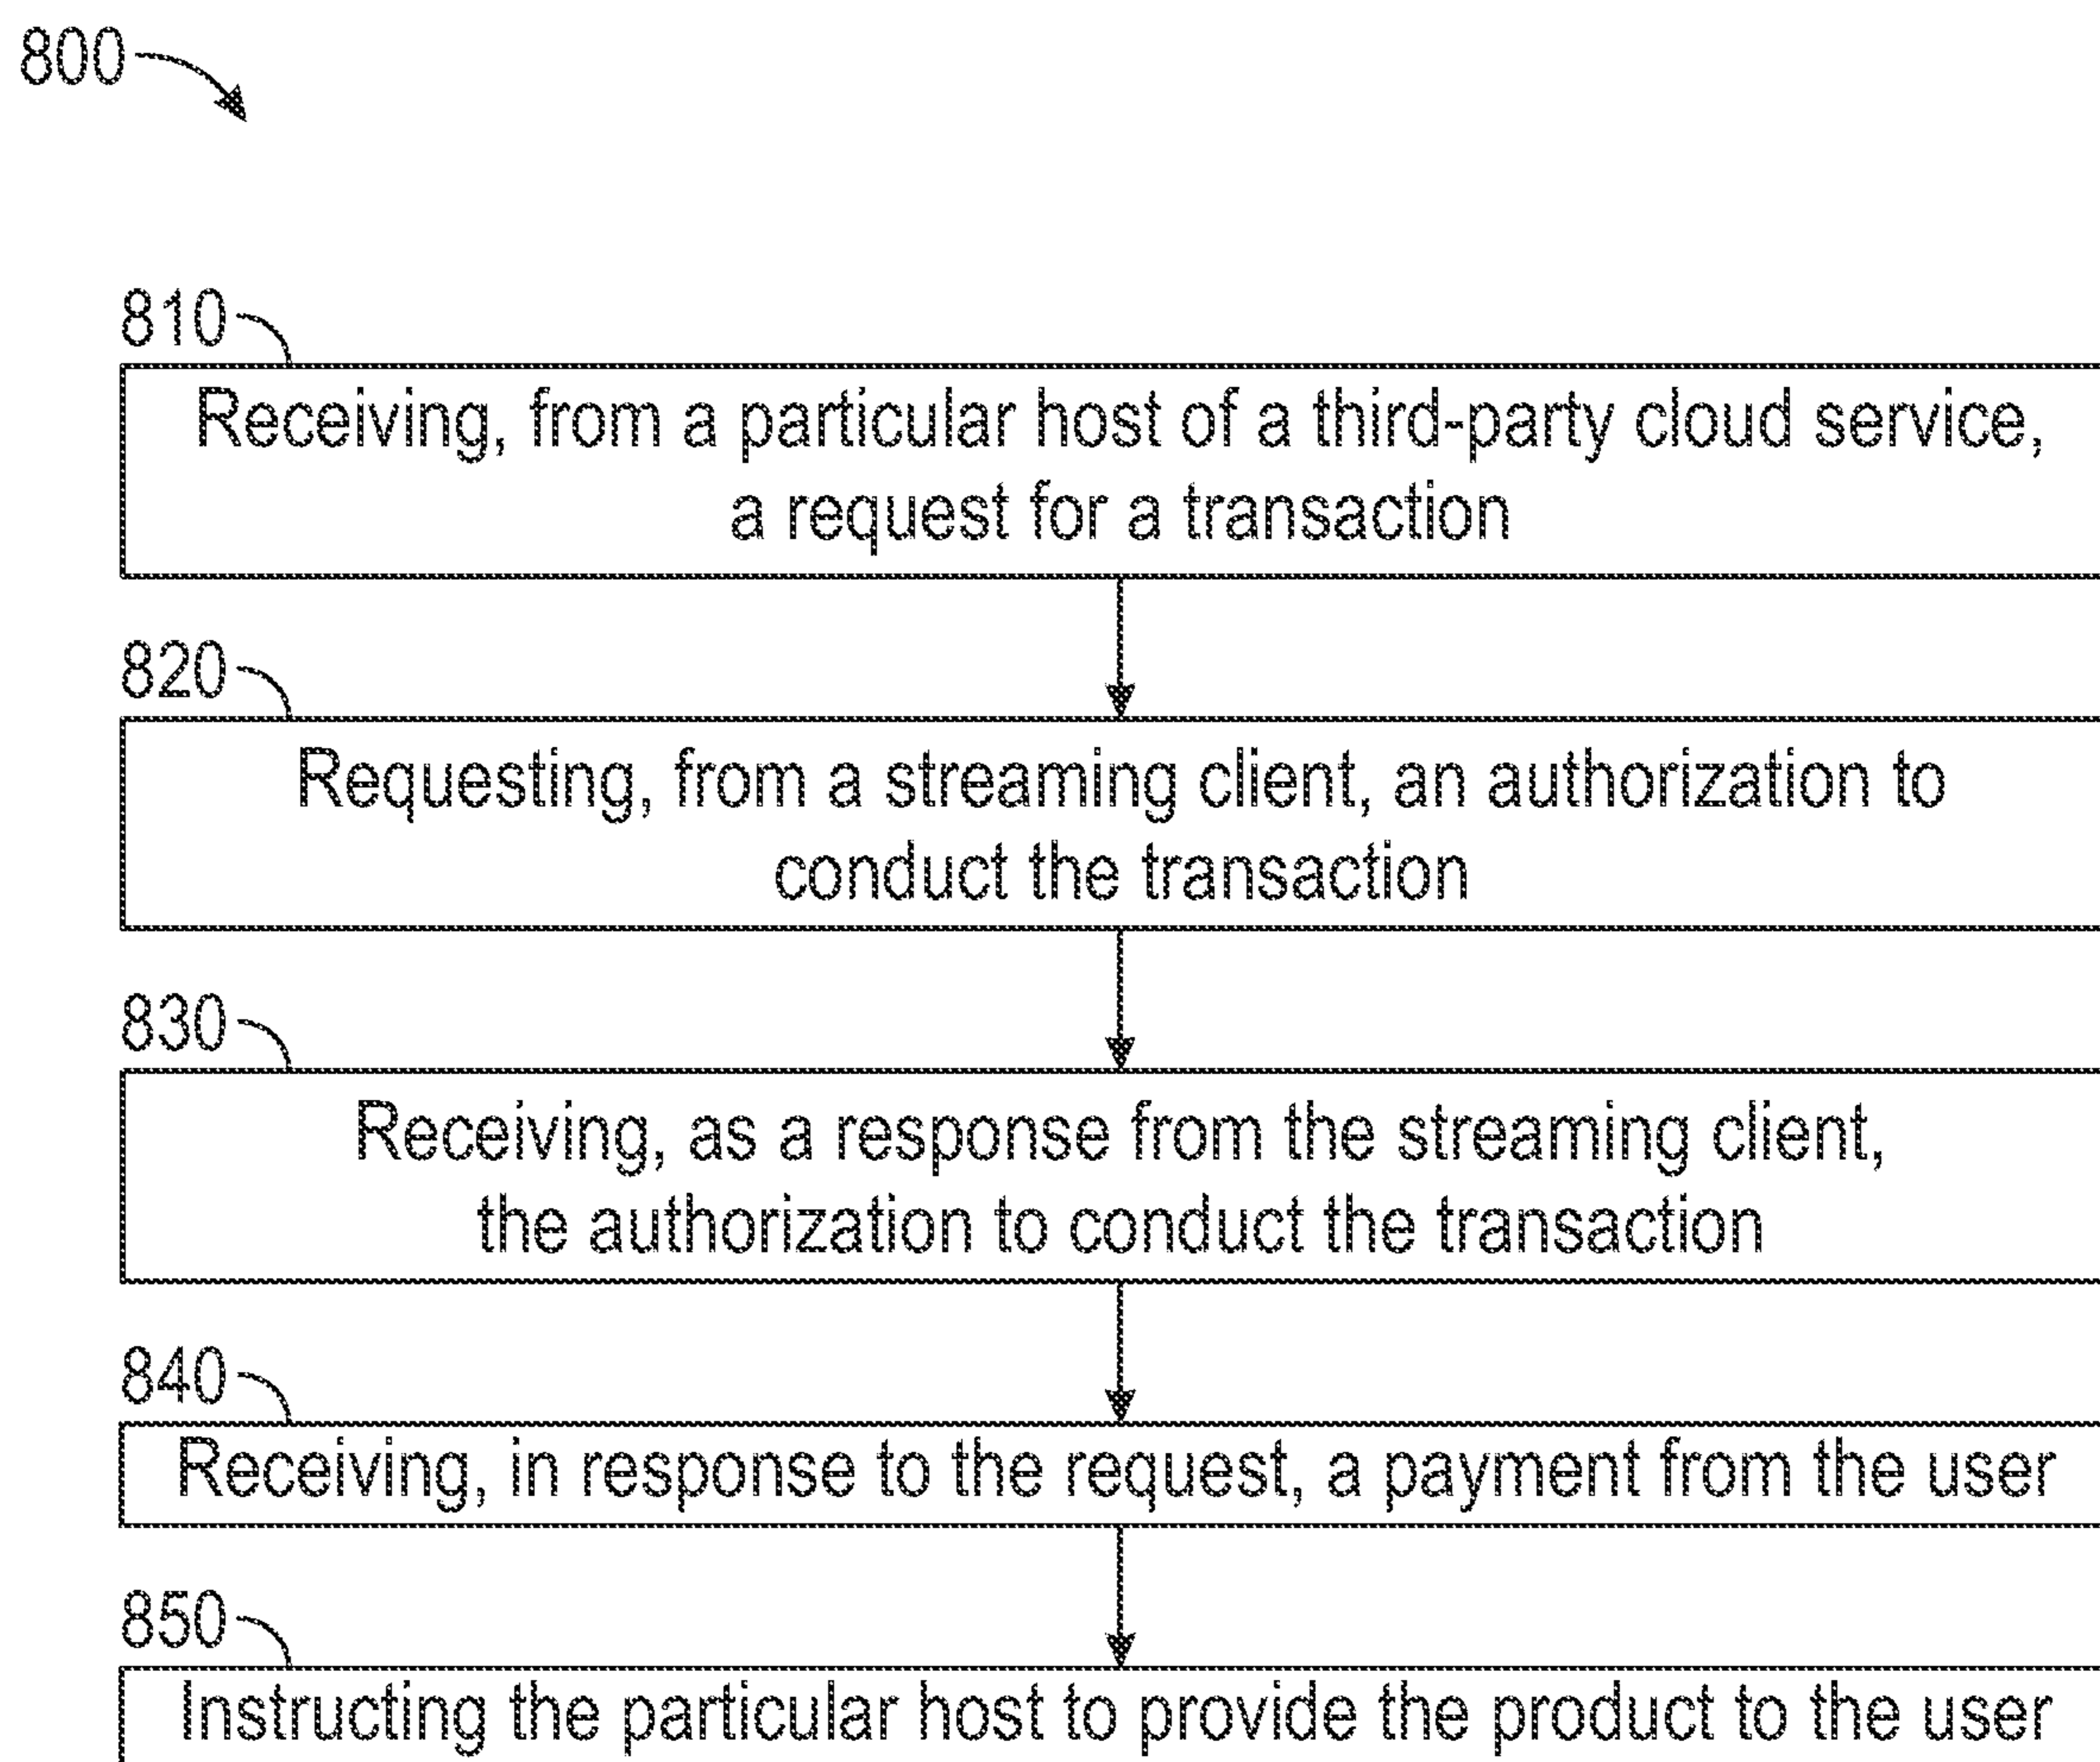 800
810
Receiving, from a particular host of a third-party cloud service,
a request for a transaction
820
Requesting, from a streaming client, an authorization to
conduct the transaction
830
Receiving, as a response from the streaming client,
the authorization to conduct the transaction
840
Receiving, in response to the request, a payment from the user
850
Instructing the particular host to provide the product to the user